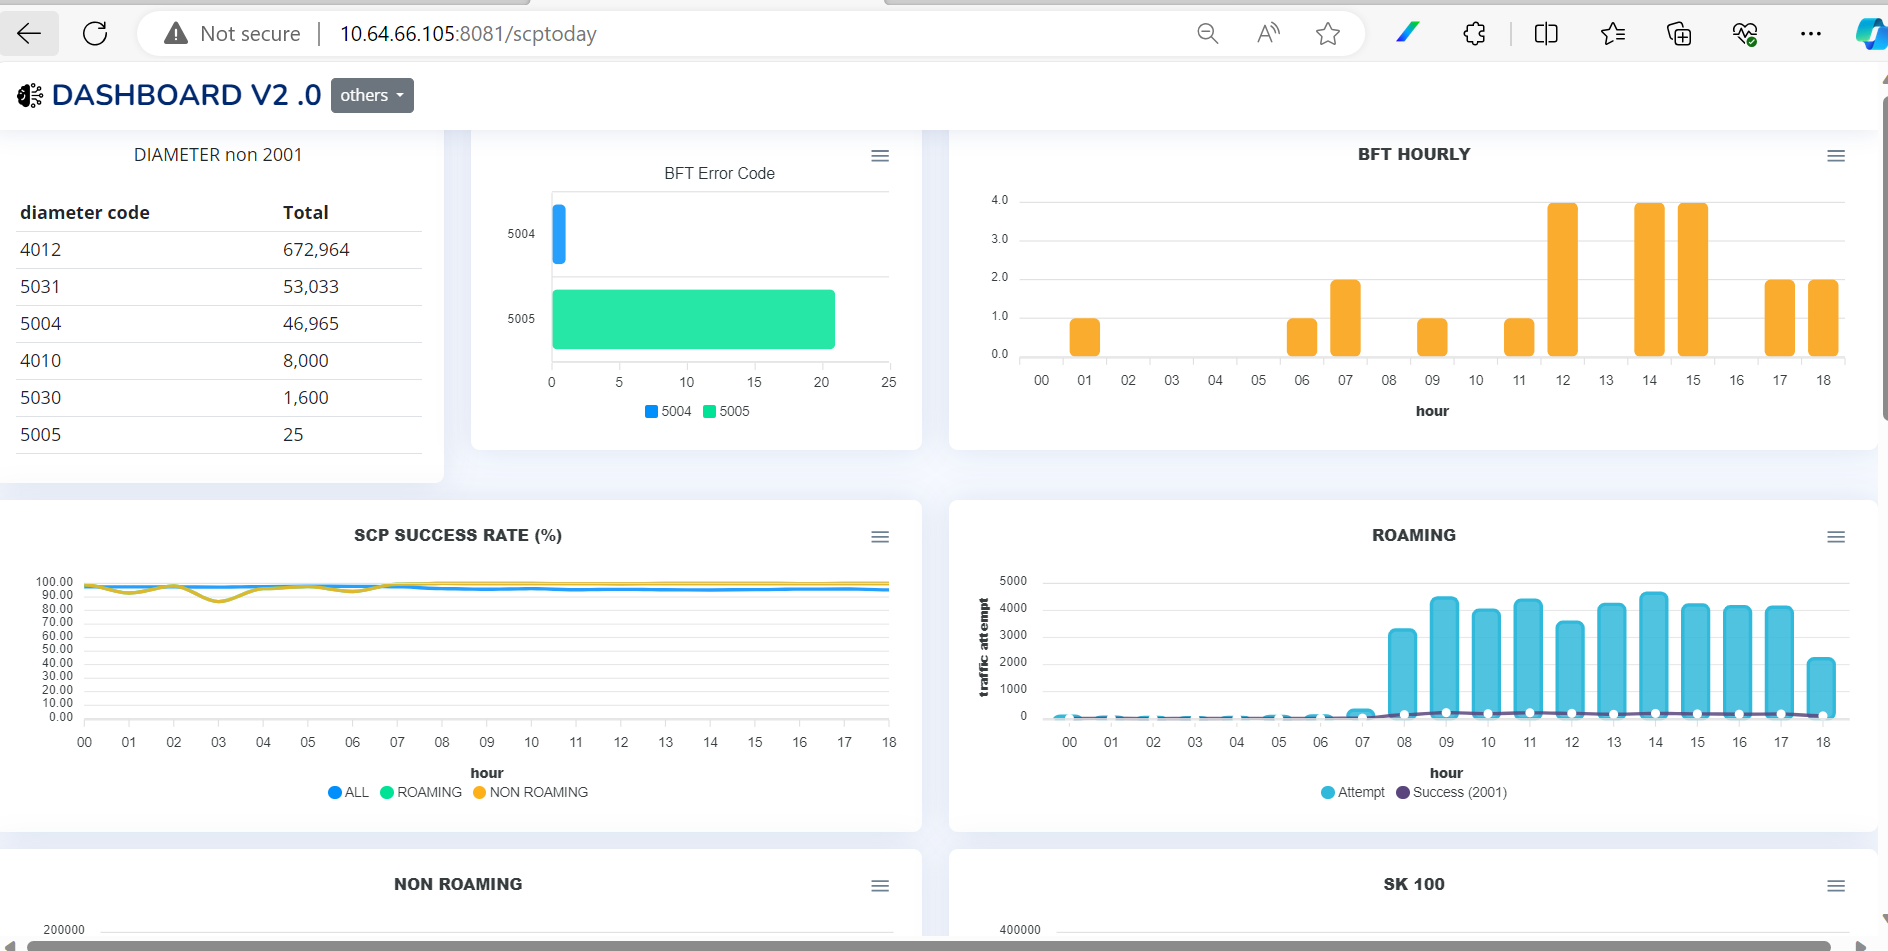 Not secure | 10.64.66.105:8081/scptoday
DASHBOARD V2 .0 others
DIAMETER non 2001
diameter code Total
4012 672,964
5031 53,033
5004 46,965
4010 8,000
5030 1,600
5005 25
BFT Error Code
5004
5005
0 5 10 15 20 25
5004 5005
BFT HOURLY
4.0
3.0
2.0
1.0
0.0
00 01 02 03 04 05 06 07 08 09 10 11 12 13 14 15 16 17 18
hour
SCP SUCCESS RATE (%)
100.00
90.00
80.00
70.00
60.00
50.00
40.00
30.00
20.00
10.00
0.00
00 01 02 03 04 05 06 07 08 09 10 11 12 13 14 15 16 17 18
hour
ALL ROAMING NON ROAMING
ROAMING
traffic attempt
5000
4000
3000
2000
1000
0
00 01 02 03 04 05 06 07 08 09 10 11 12 13 14 15 16 17 18
hour
Attempt Success (2001)
NON ROAMING
200000
SK 100
400000